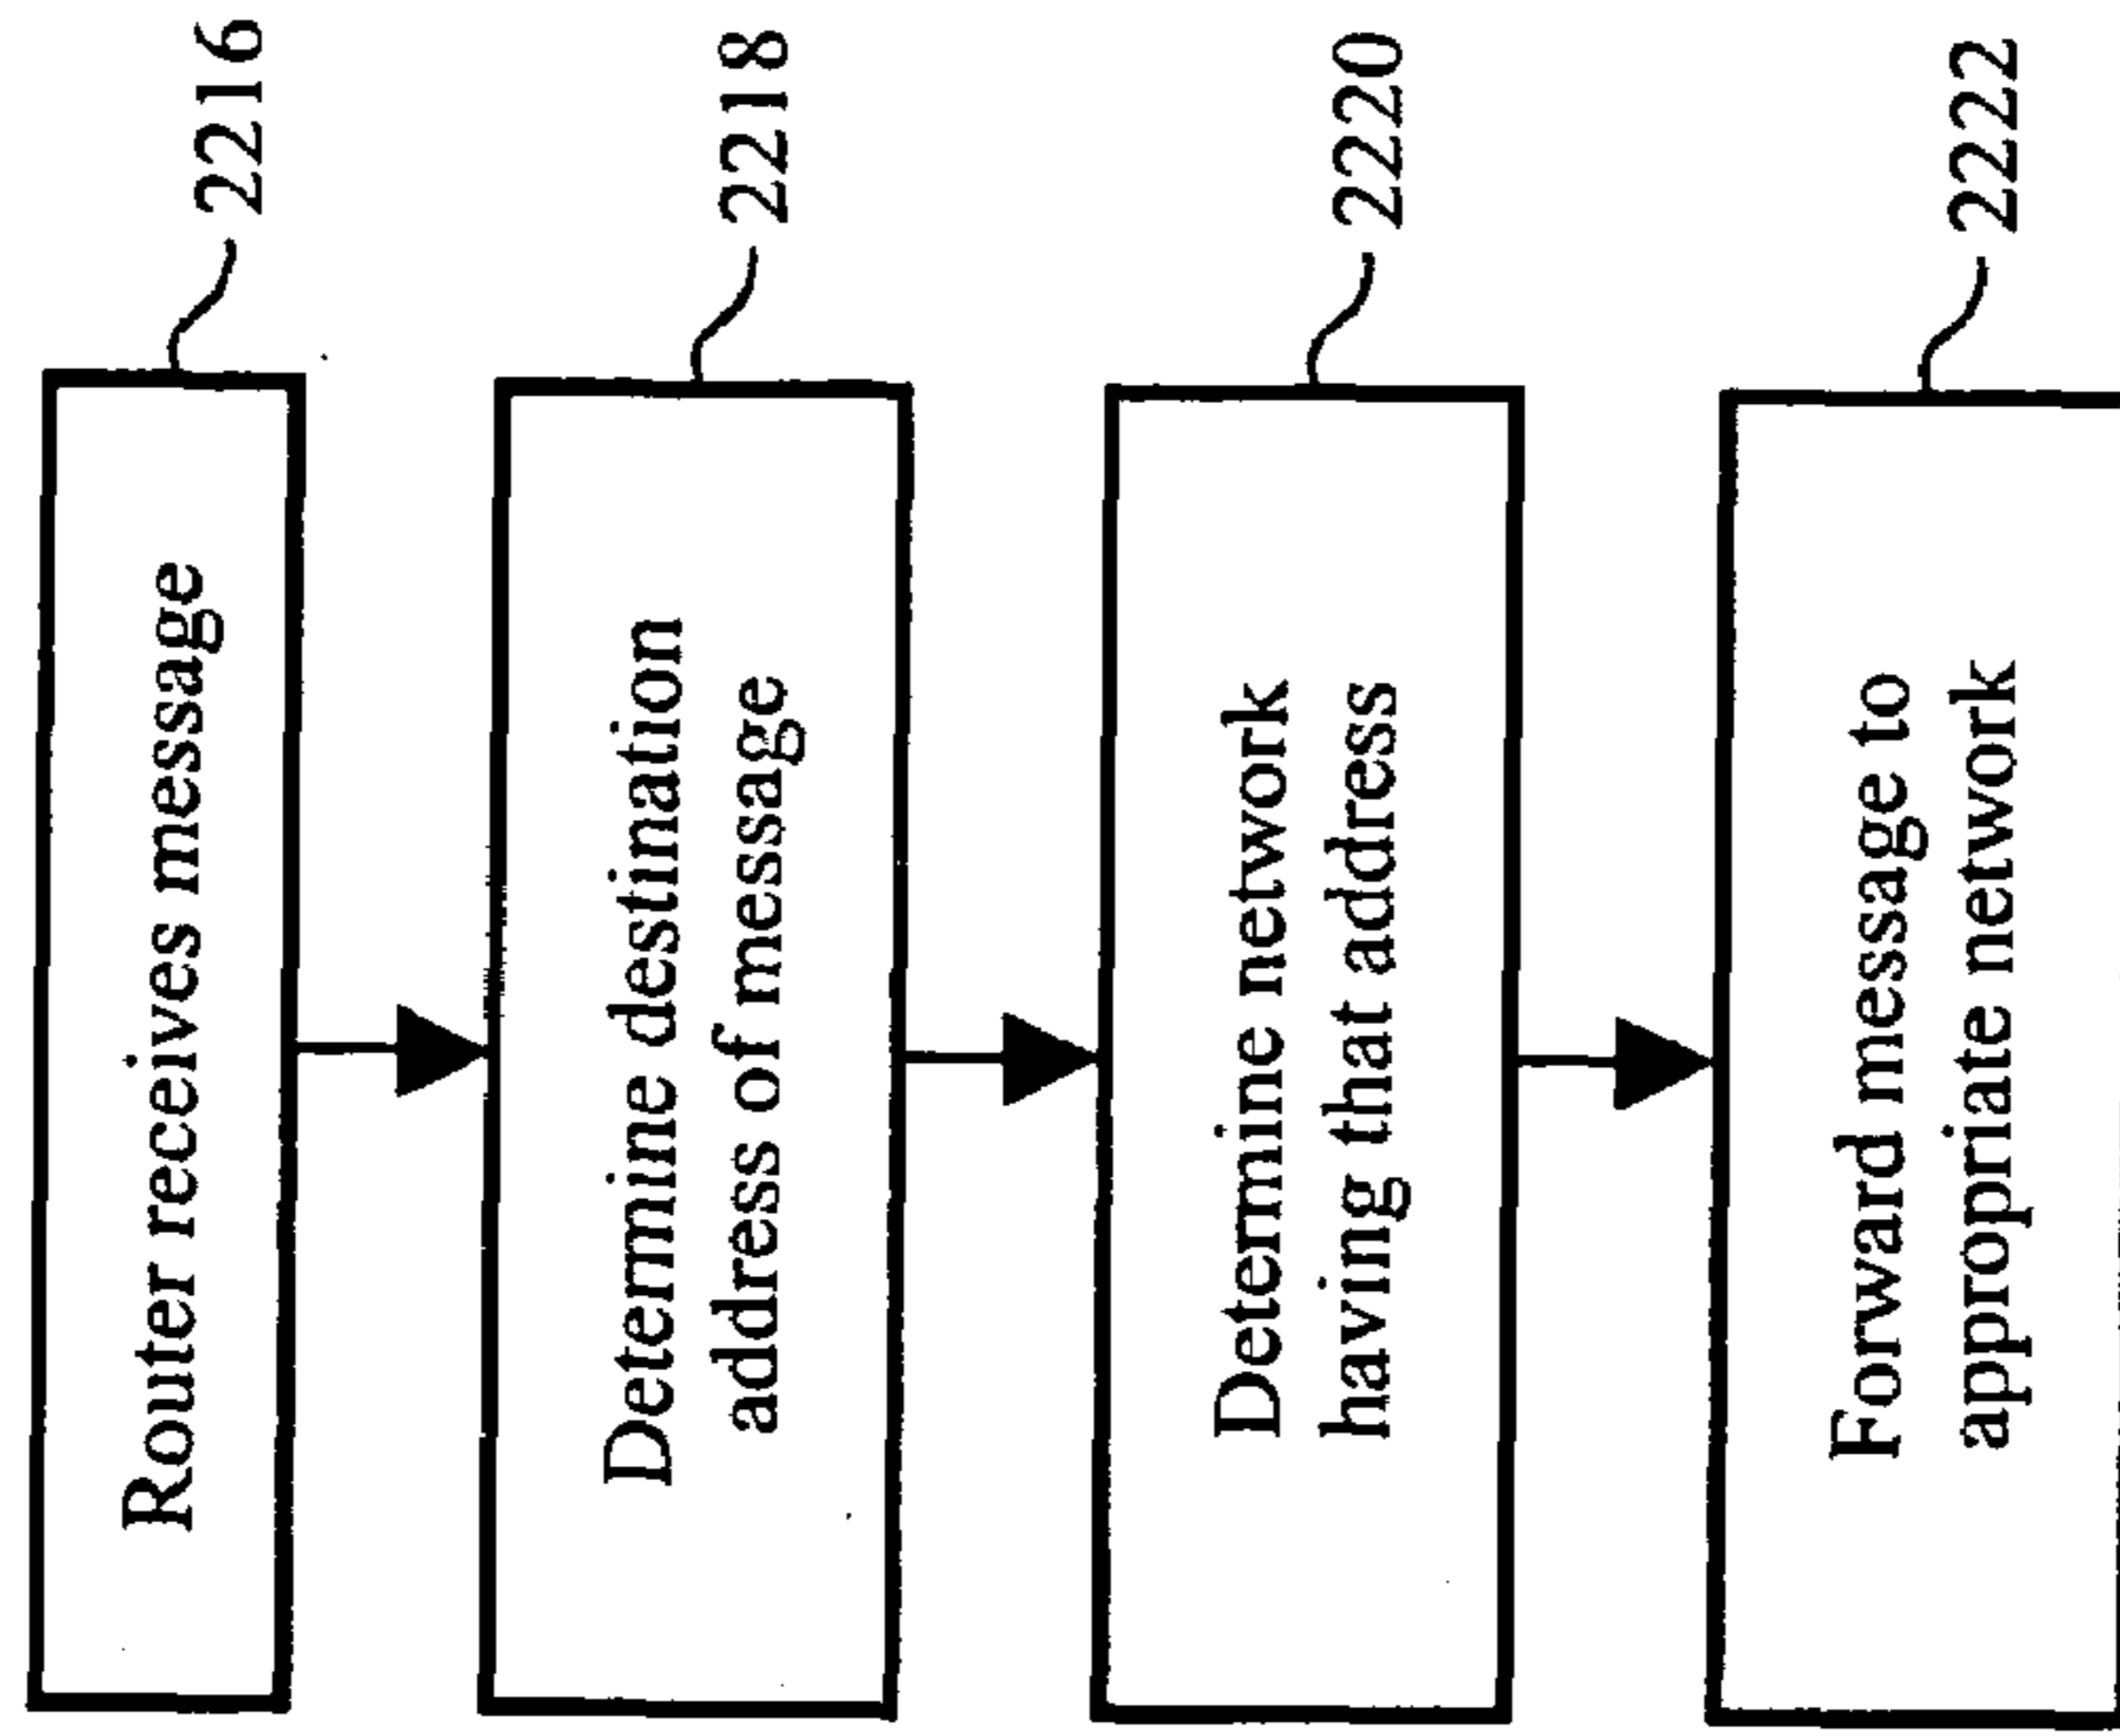 Router receives message
2216
Determine destination
address of message
2218
Determine network
having that address
2220
Forward message to
appropriate network
2222